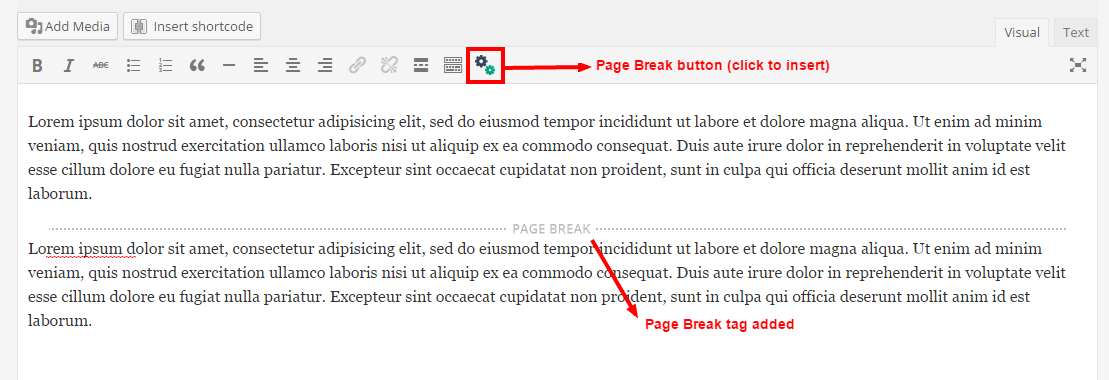 Add Media Insert shortcode
Visual Text
B I ABC Page Break button (click to insert)
Lorem ipsum dolor sit amet, consectetur adipisicing elit, sed do eiusmod tempor incididunt ut labore et dolore magna aliqua. Ut enim ad minim
veniam, quis nostrud exercitation ullamco laboris nisi ut aliquip ex ea commodo consequat. Duis aute irure dolor in reprehenderit in voluptate velit
esse cillum dolore eu fugiat nulla pariatur. Excepteur sint occaecat cupidatat non proident, sunt in culpa qui officia deserunt mollit anim id est
laborum.
PAGE BREAK
Lorem ipsum dolor sit amet, consectetur adipisicing elit, sed do eiusmod tempor incididunt ut labore et dolore magna aliqua. Ut enim ad minim
veniam, quis nostrud exercitation ullamco laboris nisi ut aliquip ex ea commodo consequat. Duis aute irure dolor in reprehenderit in voluptate velit
esse cillum dolore eu fugiat nulla pariatur. Excepteur sint occaecat cupidatat non proident, sunt in culpa qui officia deserunt mollit anim id est
laborum.
Page Break tag added